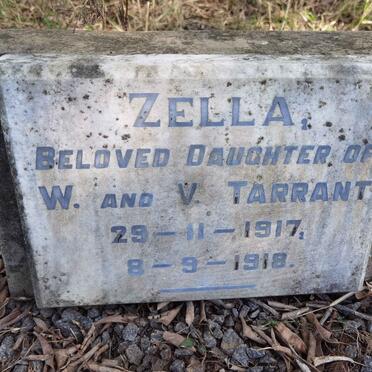 ZELLA,
BELOVED DAUGHTER OF
W. AND V. TARRANT
29-11-1917,
8-9-1918.